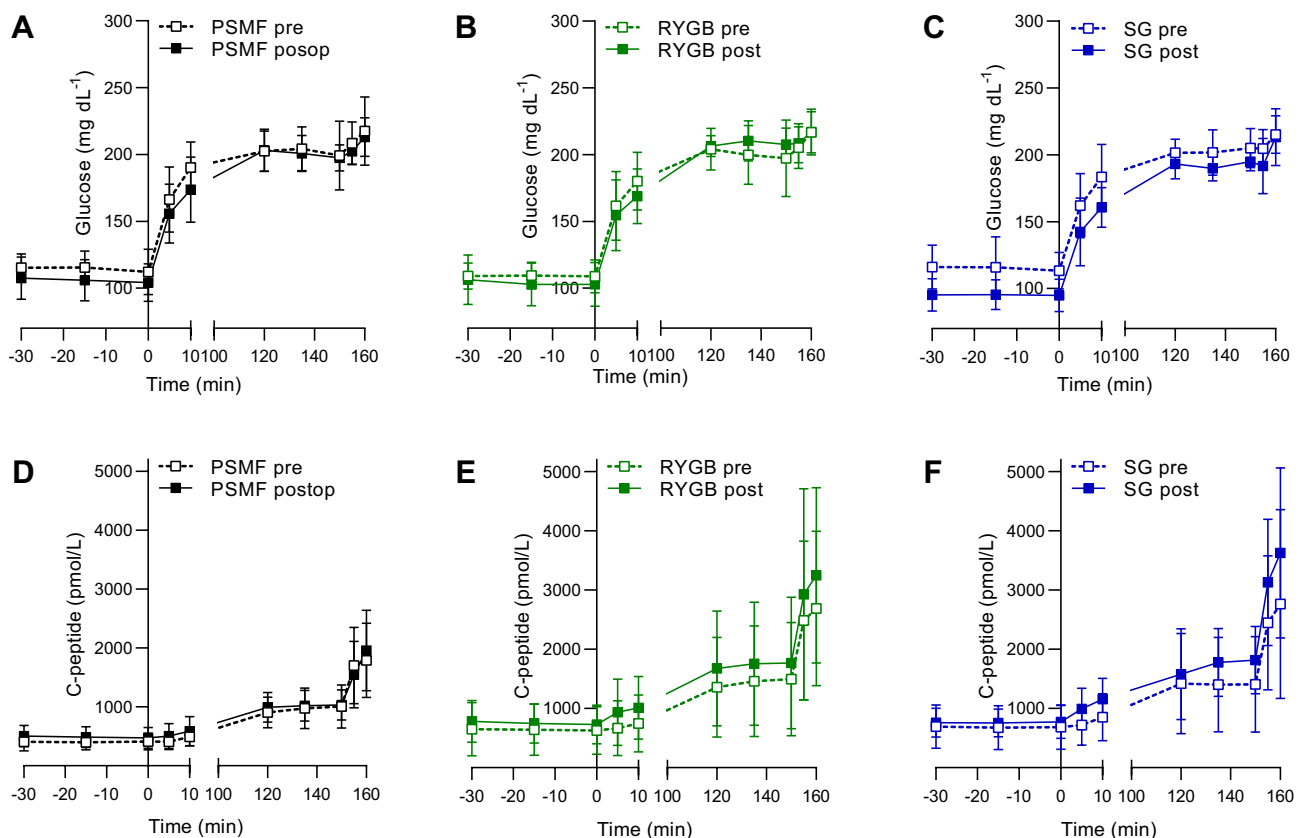 A
PSMF pre
PSMF posop
Glucose (mg dL⁻¹)
300
250
200
150
100
-30 -20 -10 0 10 100 120 140 160
Time (min)
B
RYGB pre
RYGB post
Glucose (mg dL⁻¹)
300
250
200
150
100
-30 -20 -10 0 10 100 120 140 160
Time (min)
C
SG pre
SG post
Glucose (mg dL⁻¹)
300
250
200
150
100
-30 -20 -10 0 10 100 120 140 160
Time (min)
D
PSMF pre
PSMF postop
C-peptide (pmol/L)
5000
4000
3000
2000
1000
-30 -20 -10 0 10 100 120 140 160
Time (min)
E
RYGB pre
RYGB post
C-peptide (pmol/L)
5000
4000
3000
2000
1000
-30 -20 -10 0 10 100 120 140 160
Time (min)
F
SG pre
SG post
C-peptide (pmol/L)
5000
4000
3000
2000
1000
-30 -20 -10 0 10 100 120 140 160
Time (min)